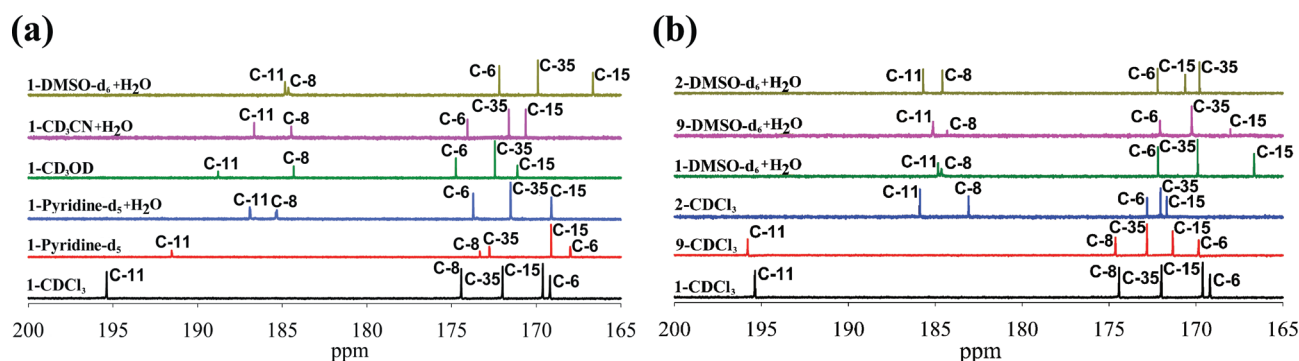 (a)
1-DMSO-d₆+H₂O C-11 C-8 C-6 C-35 C-15
1-CD₃CN+H₂O C-11 C-8 C-6 C-35 C-15
1-CD₃OD C-11 C-8 C-6 C-35 C-15
1-Pyridine-d₅+H₂O C-11 C-8 C-6 C-35 C-15
1-Pyridine-d₅ C-11 C-8 C-35 C-15 C-6
1-CDCl₃ C-11 C-8 C-35 C-15 C-6
200 195 190 185 180 175 170 165
ppm
(b)
2-DMSO-d₆+H₂O C-11 C-8 C-6 C-15 C-35
9-DMSO-d₆+H₂O C-11 C-8 C-6 C-35 C-15
1-DMSO-d₆+H₂O C-11 C-8 C-6 C-35 C-15
2-CDCl₃ C-11 C-8 C-6 C-35 C-15
9-CDCl₃ C-11 C-8 C-35 C-15 C-6
1-CDCl₃ C-11 C-8 C-35 C-15 C-6
200 195 190 185 180 175 170 165
ppm